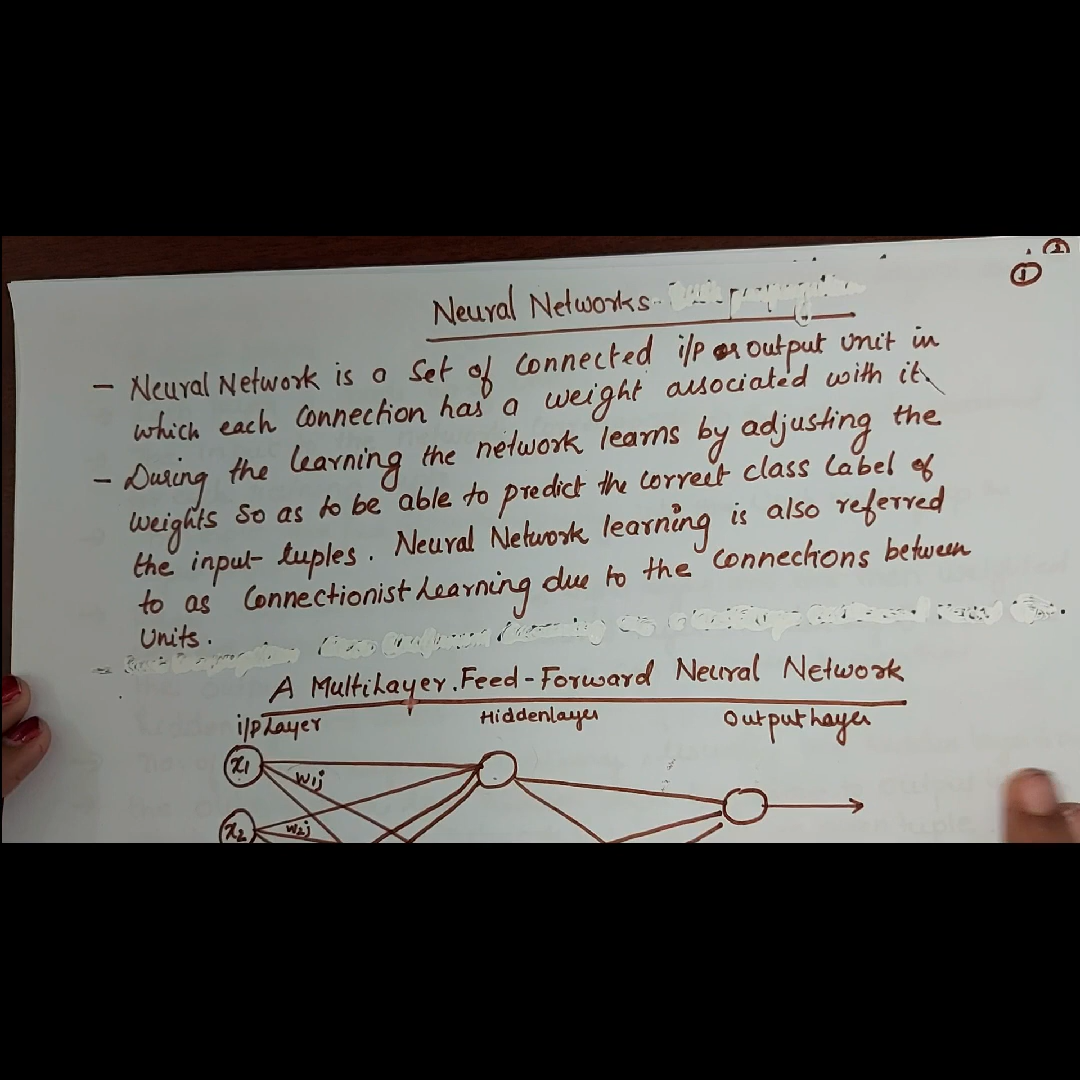 ②
①
Neural Networks
- Neural Network is a Set of Connected i/p or output unit in
which each Connection has a weight associated with it.
- During the learning the network learns by adjusting the
weights so as to be able to predict the correct class label of
the input tuples. Neural Network learning is also referred
to as Connectionist Learning due to the Connections between
Units.
A MultiLayer Feed-Forward Neural Network
i/p Layer Hiddenlayer Output Layer
x1
w1j
x2 w2j